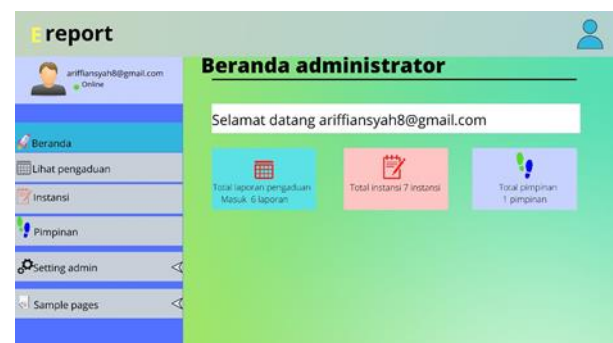 E report
ariffiansyah8@gmail.com
Online
Beranda
Lihat pengaduan
Instansi
Pimpinan
Setting admin
Sample pages
Beranda administrator
Selamat datang ariffiansyah8@gmail.com
Total laporan pengaduan
Masuk 6 laporan
Total instansi 7 instansi
Total pimpinan
1 pimpinan